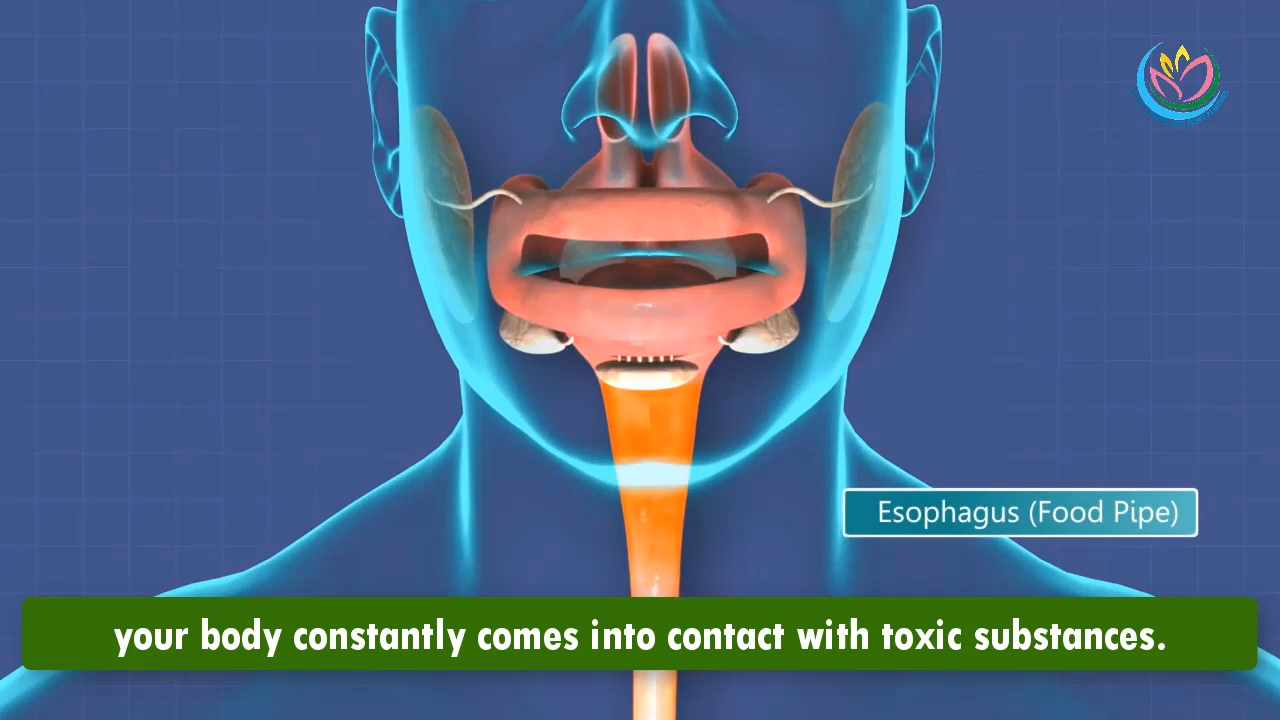 Esophagus (Food Pipe)
your body constantly comes into contact with toxic substances.